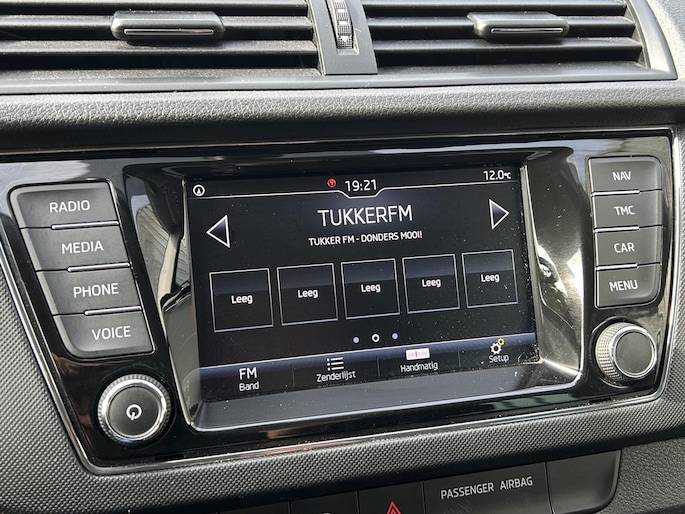 19:21
12.0°C
RADIO
MEDIA
PHONE
VOICE
NAV
TMC
CAR
MENU
TUKKERFM
TUKKER FM - DONDERS MOOI!
Leeg
Leeg
Leeg
Leeg
Leeg
FM
Band
Zenderlijst
Handmatig
Setup
PASSENGER AIRBAG